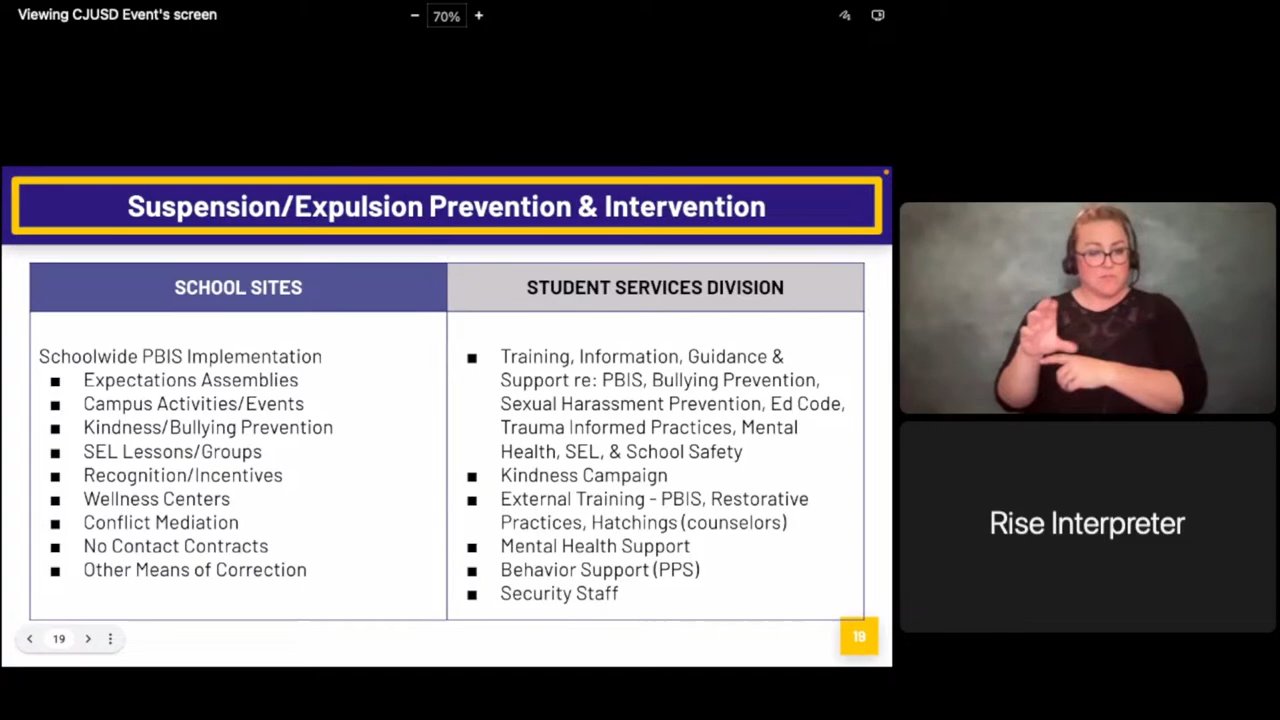 Viewing CJUSD Event's screen
− 70% +
Suspension/Expulsion Prevention & Intervention
SCHOOL SITES
Schoolwide PBIS Implementation
■ Expectations Assemblies
■ Campus Activities/Events
■ Kindness/Bullying Prevention
■ SEL Lessons/Groups
■ Recognition/Incentives
■ Wellness Centers
■ Conflict Mediation
■ No Contact Contracts
■ Other Means of Correction
STUDENT SERVICES DIVISION
■ Training, Information, Guidance &
Support re: PBIS, Bullying Prevention,
Sexual Harassment Prevention, Ed Code,
Trauma Informed Practices, Mental
Health, SEL, & School Safety
■ Kindness Campaign
■ External Training - PBIS, Restorative
Practices, Hatchings (counselors)
■ Mental Health Support
■ Behavior Support (PPS)
■ Security Staff
19
19
Rise Interpreter